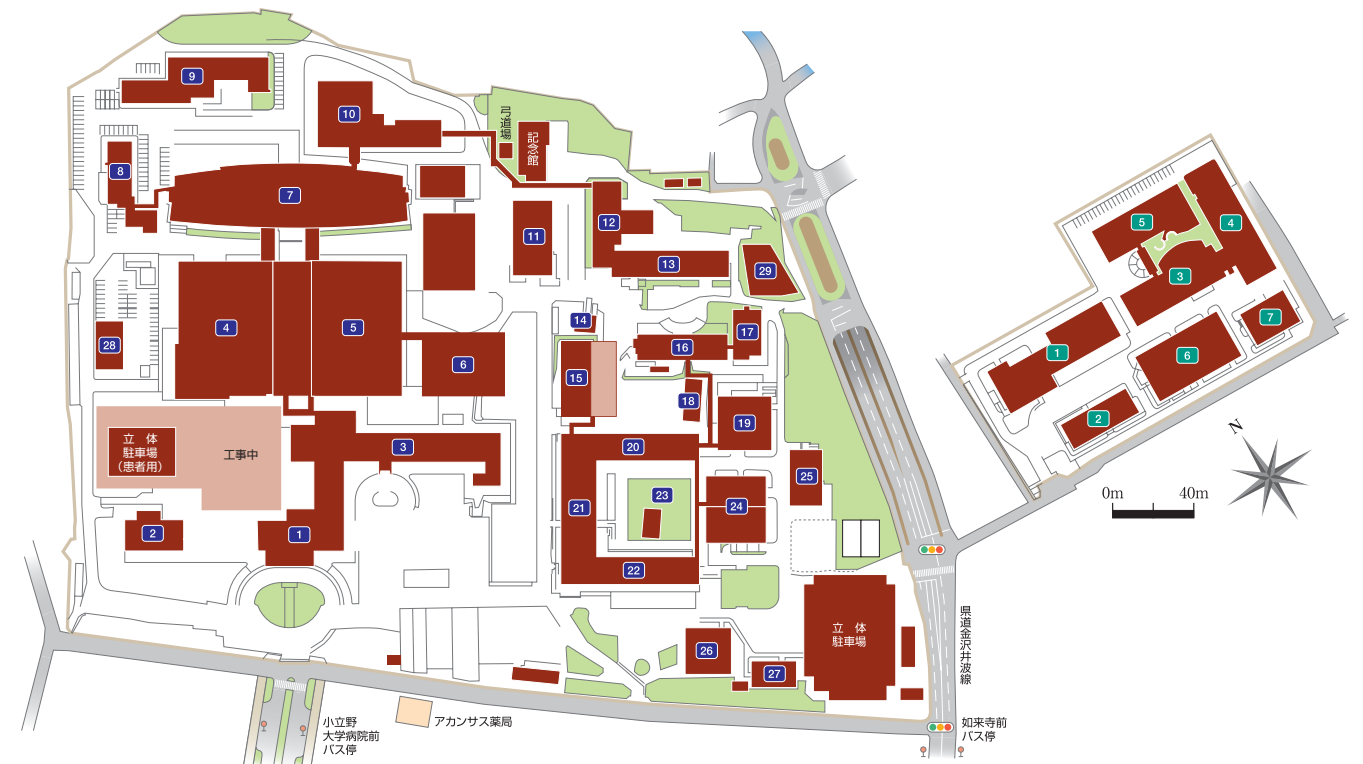 9
10
弓道場
記念館
8
7
11
12
13
29
5
4
3
7
1
6
2
14
17
4
5
28
6
16
15
18
19
立 体
駐車場
（患者用）
工事中
3
20
25
23
21
24
2
1
22
N
0m 40m
立 体
駐車場
県道金沢井波線
26
27
小立野
大学病院前
バス停
アカンサス薬局
如来寺前
バス停